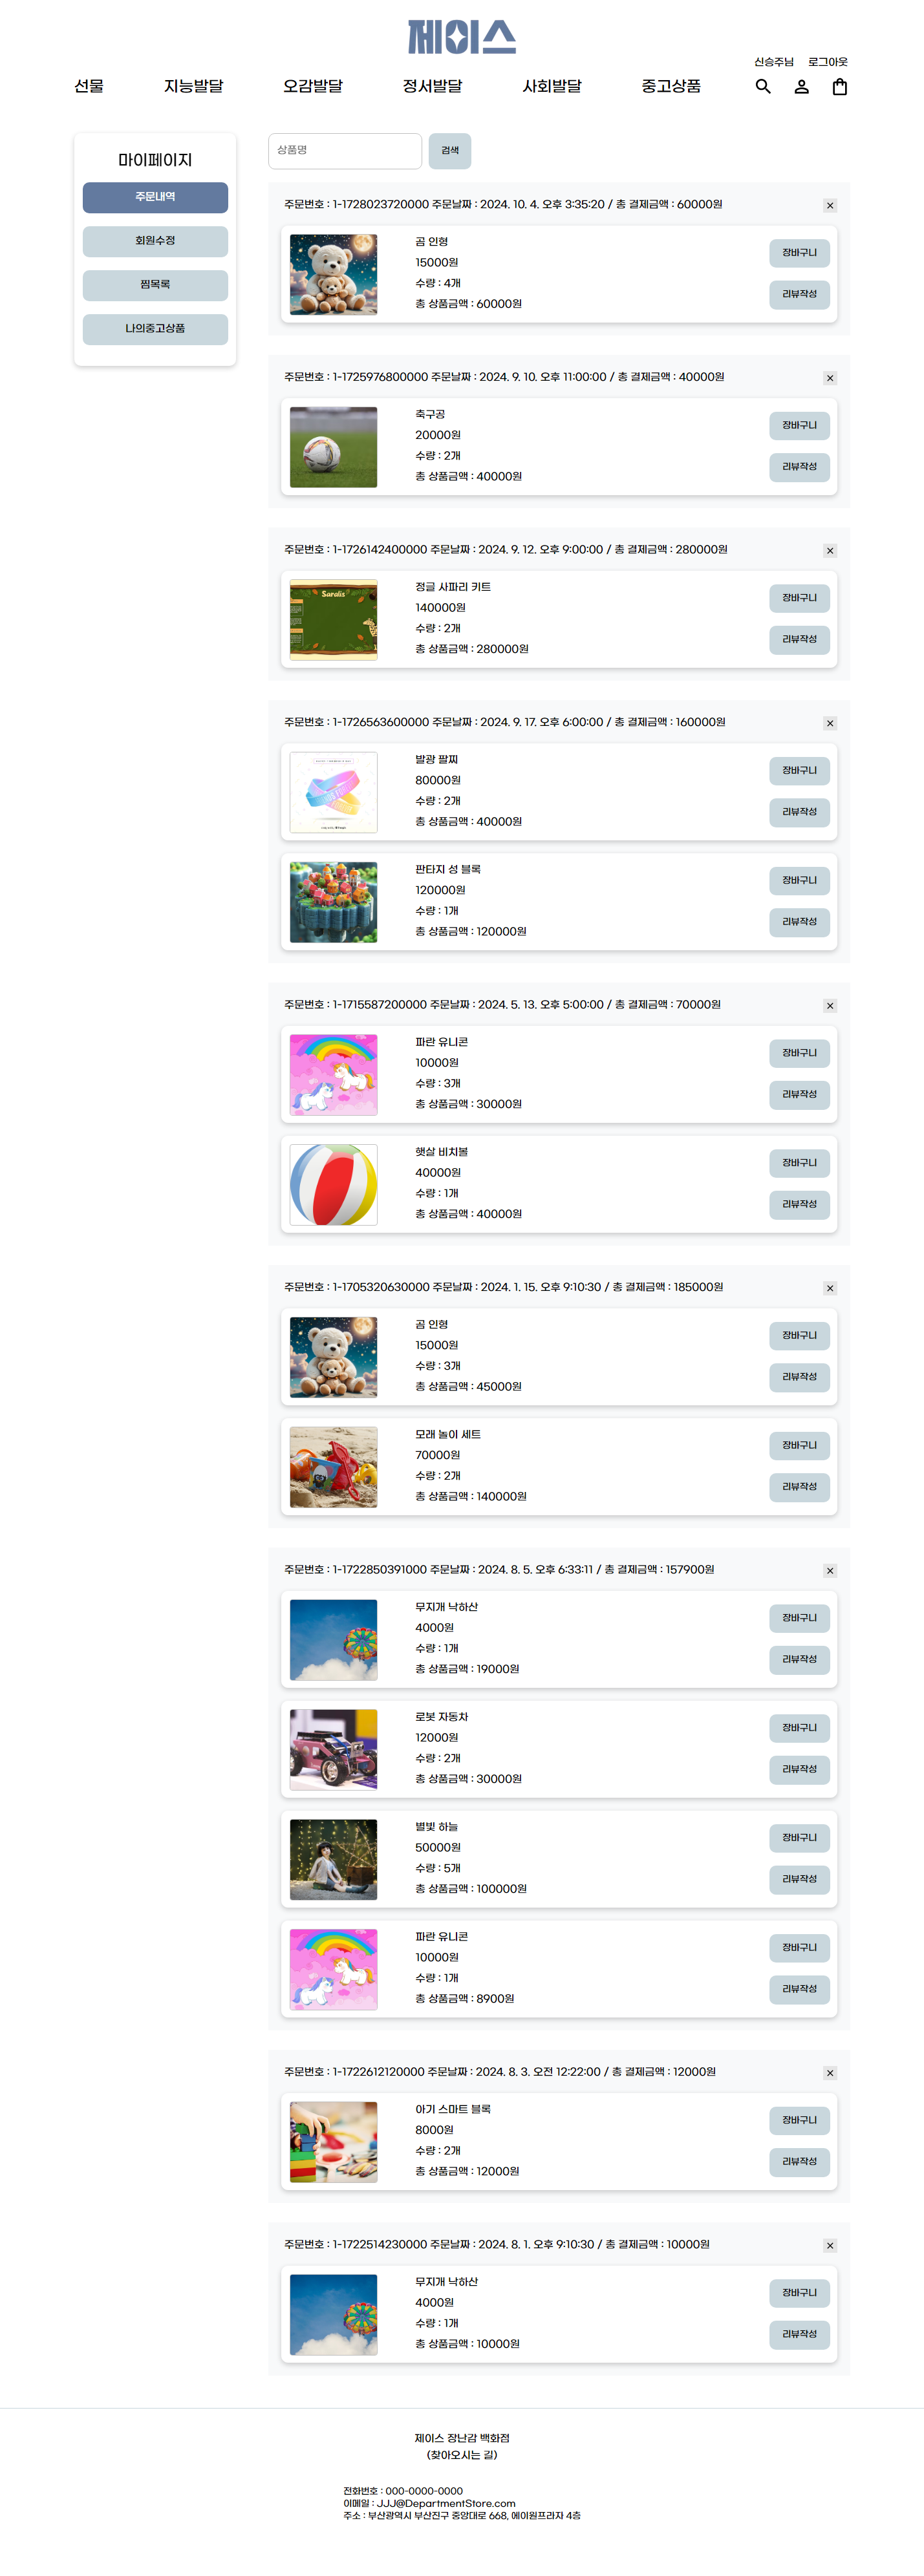 제이스
신승주님 로그아웃
선물 지능발달 오감발달 정서발달 사회발달 중고상품
마이페이지
주문내역
회원수정
찜목록
나의중고상품
상품명 검색
주문번호 : 1-1728023720000 주문날짜 : 2024. 10. 4. 오후 3:35:20 / 총 결제금액 : 60000원
곰 인형
15000원
수량 : 4개
총 상품금액 : 60000원
장바구니
리뷰작성
주문번호 : 1-1725976800000 주문날짜 : 2024. 9. 10. 오후 11:00:00 / 총 결제금액 : 40000원
축구공
20000원
수량 : 2개
총 상품금액 : 40000원
장바구니
리뷰작성
주문번호 : 1-1726142400000 주문날짜 : 2024. 9. 12. 오후 9:00:00 / 총 결제금액 : 280000원
Saralis
정글 사파리 키트
140000원
수량 : 2개
총 상품금액 : 280000원
장바구니
리뷰작성
주문번호 : 1-1726563600000 주문날짜 : 2024. 9. 17. 오후 6:00:00 / 총 결제금액 : 160000원
발광 팔찌
80000원
수량 : 2개
총 상품금액 : 40000원
장바구니
리뷰작성
판타지 성 블록
120000원
수량 : 1개
총 상품금액 : 120000원
장바구니
리뷰작성
주문번호 : 1-1715587200000 주문날짜 : 2024. 5. 13. 오후 5:00:00 / 총 결제금액 : 70000원
파란 유니콘
10000원
수량 : 3개
총 상품금액 : 30000원
장바구니
리뷰작성
햇살 비치볼
40000원
수량 : 1개
총 상품금액 : 40000원
장바구니
리뷰작성
주문번호 : 1-1705320630000 주문날짜 : 2024. 1. 15. 오후 9:10:30 / 총 결제금액 : 185000원
곰 인형
15000원
수량 : 3개
총 상품금액 : 45000원
장바구니
리뷰작성
모래 놀이 세트
70000원
수량 : 2개
총 상품금액 : 140000원
장바구니
리뷰작성
주문번호 : 1-1722850391000 주문날짜 : 2024. 8. 5. 오후 6:33:11 / 총 결제금액 : 157900원
무지개 낙하산
4000원
수량 : 1개
총 상품금액 : 19000원
장바구니
리뷰작성
로봇 자동차
12000원
수량 : 2개
총 상품금액 : 30000원
장바구니
리뷰작성
별빛 하늘
50000원
수량 : 5개
총 상품금액 : 100000원
장바구니
리뷰작성
파란 유니콘
10000원
수량 : 1개
총 상품금액 : 8900원
장바구니
리뷰작성
주문번호 : 1-1722612120000 주문날짜 : 2024. 8. 3. 오전 12:22:00 / 총 결제금액 : 12000원
아기 스마트 블록
8000원
수량 : 2개
총 상품금액 : 12000원
장바구니
리뷰작성
주문번호 : 1-1722514230000 주문날짜 : 2024. 8. 1. 오후 9:10:30 / 총 결제금액 : 10000원
무지개 낙하산
4000원
수량 : 1개
총 상품금액 : 10000원
장바구니
리뷰작성
제이스 장난감 백화점
(찾아오시는 길)
전화번호 : 000-0000-0000
이메일 : JJJ@DepartmentStore.com
주소 : 부산광역시 부산진구 중앙대로 668, 에이원프라자 4층